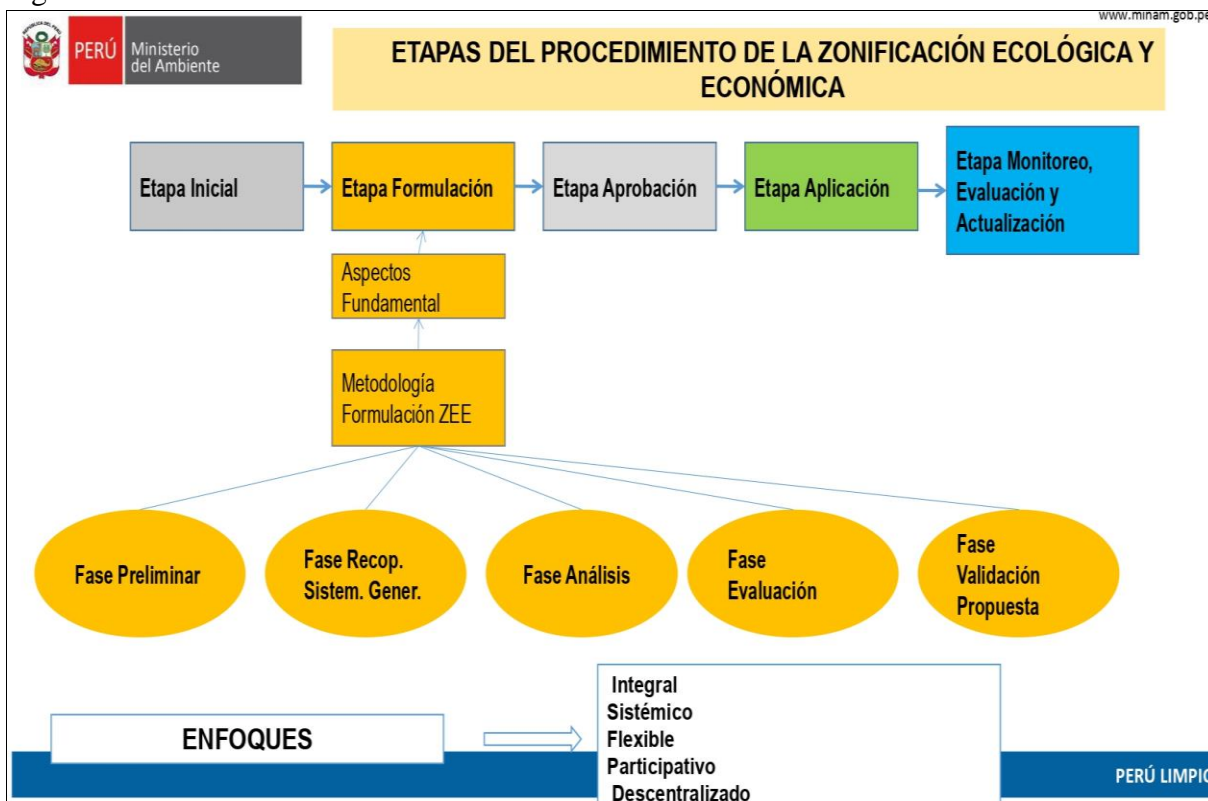 www.minam.gob.pe
PERÚ
Ministerio
del Ambiente
ETAPAS DEL PROCEDIMIENTO DE LA ZONIFICACIÓN ECOLÓGICA Y
ECONÓMICA
Etapa Inicial
Etapa Formulación
Etapa Aprobación
Etapa Aplicación
Etapa Monitoreo,
Evaluación y
Actualización
Aspectos
Fundamental
Metodología
Formulación ZEE
Fase Preliminar
Fase Recop.
Sistem. Gener.
Fase Análisis
Fase
Evaluación
Fase
Validación
Propuesta
ENFOQUES
Integral
Sistémico
Flexible
Participativo
Descentralizado
PERÚ LIMPIO